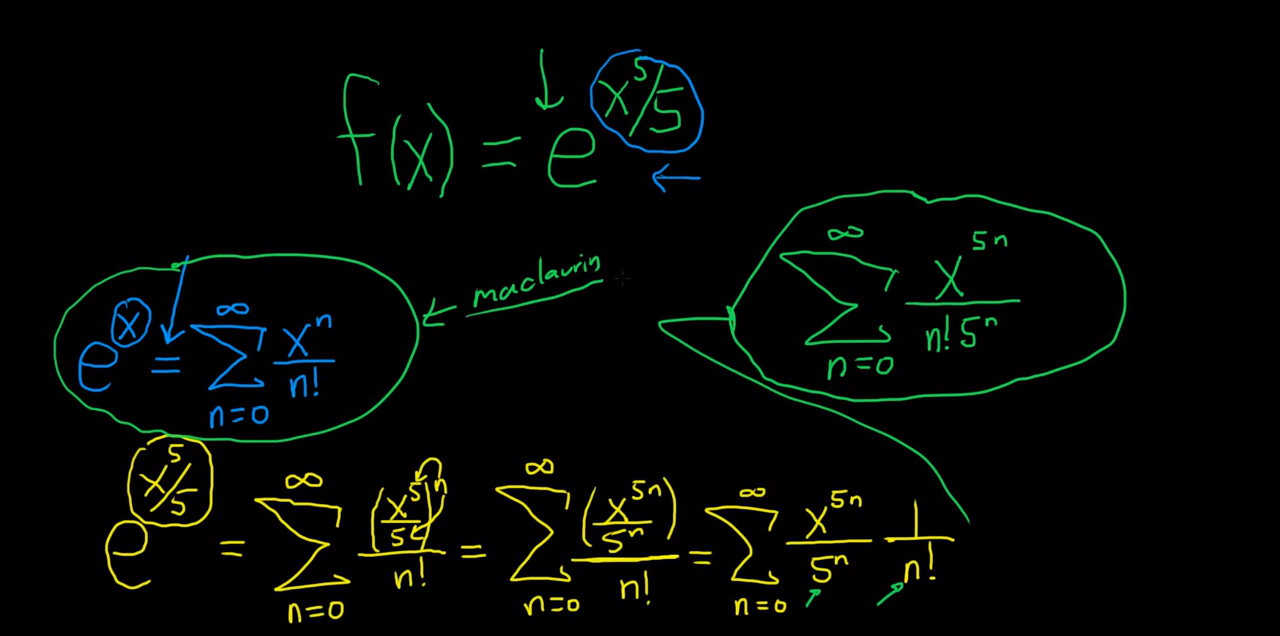 f(x) = e^(x^5/5)
e^x = ∑_{n=0}^{∞} x^n/n!
← maclaurin
∑_{n=0}^{∞} x^{5n}/(n! 5^n)
e^(x^5/5) = ∑_{n=0}^{∞} (x^5/5)^n/n! = ∑_{n=0}^{∞} (x^{5n}/5^n)/n! = ∑_{n=0}^{∞} x^{5n}/5^n 1/n!